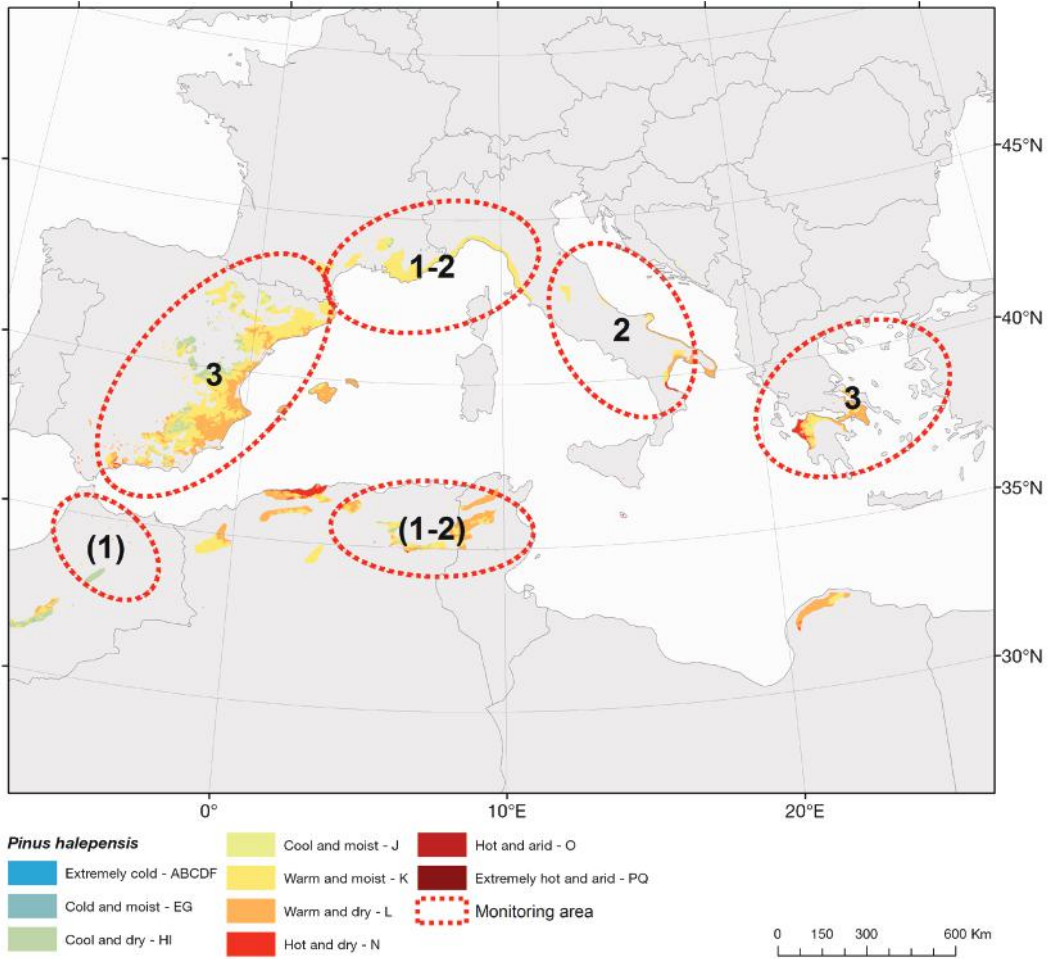 45°N
1-2
40°N
2
3
3
35°N
(1-2)
(1)
30°N
0°
10°E
20°E
Pinus halepensis
Extremely cold - ABCDF
Cold and moist - EG
Cool and dry - HI
Cool and moist - J
Warm and moist - K
Warm and dry - L
Hot and dry - N
Hot and arid - O
Extremely hot and arid - PQ
Monitoring area
0 150 300 600 Km